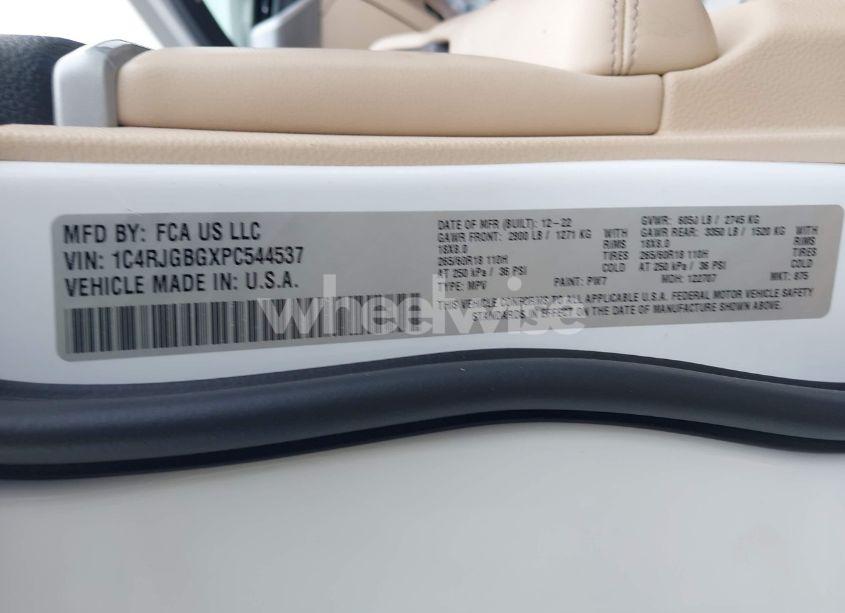 MFD BY: FCA US LLC
VIN: 1C4RJGBGXPC544537
VEHICLE MADE IN: U.S.A.
DATE OF MFR (BUILT): 12-22
GAWR FRONT: 2800 LB / 1271 KG WITH
18X8.0 RIMS
265/60R18 110H TIRES
AT 250 kPa / 36 PSI COLD
TYPE: MPV PAINT: PW7
GVWR: 6050 LB / 2745 KG
GAWR REAR: 3350 LB / 1520 KG WITH
18X8.0 RIMS
265/60R18 110H TIRES
AT 250 kPa / 36 PSI COLD
MDH: 122707 MKT: 875
THIS VEHICLE CONFORMS TO ALL APPLICABLE U.S.A. FEDERAL MOTOR VEHICLE SAFETY
STANDARDS IN EFFECT ON THE DATE OF MANUFACTURE SHOWN ABOVE.
wheelwise